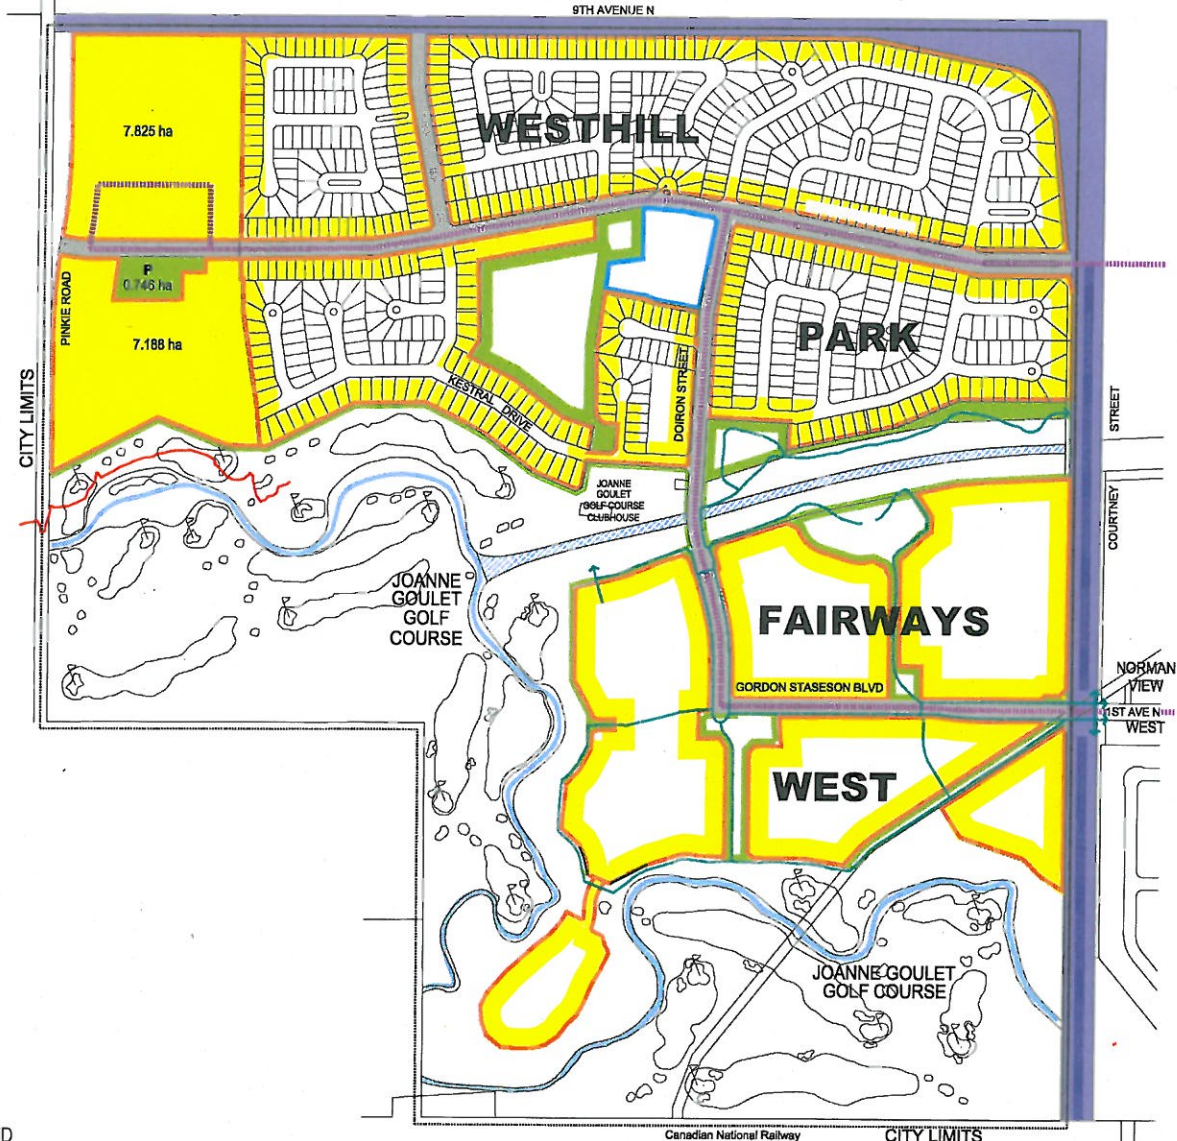 9TH AVENUE N
7.825 ha
WESTHILL
PINKIE ROAD
P
0.746 ha
7.188 ha
PARK
CITY LIMITS
KESTRAL DRIVE
DOIRON STREET
STREET
COURTNEY
JOANNE
GOULET
GOLF COURSE
CLUBHOUSE
JOANNE
GOULET
GOLF
COURSE
FAIRWAYS
GORDON STASESON BLVD
NORMAN
VIEW
1ST AVE N
WEST
WEST
JOANNE GOULET
GOLF COURSE
D
Canadian National Railway
CITY LIMITS